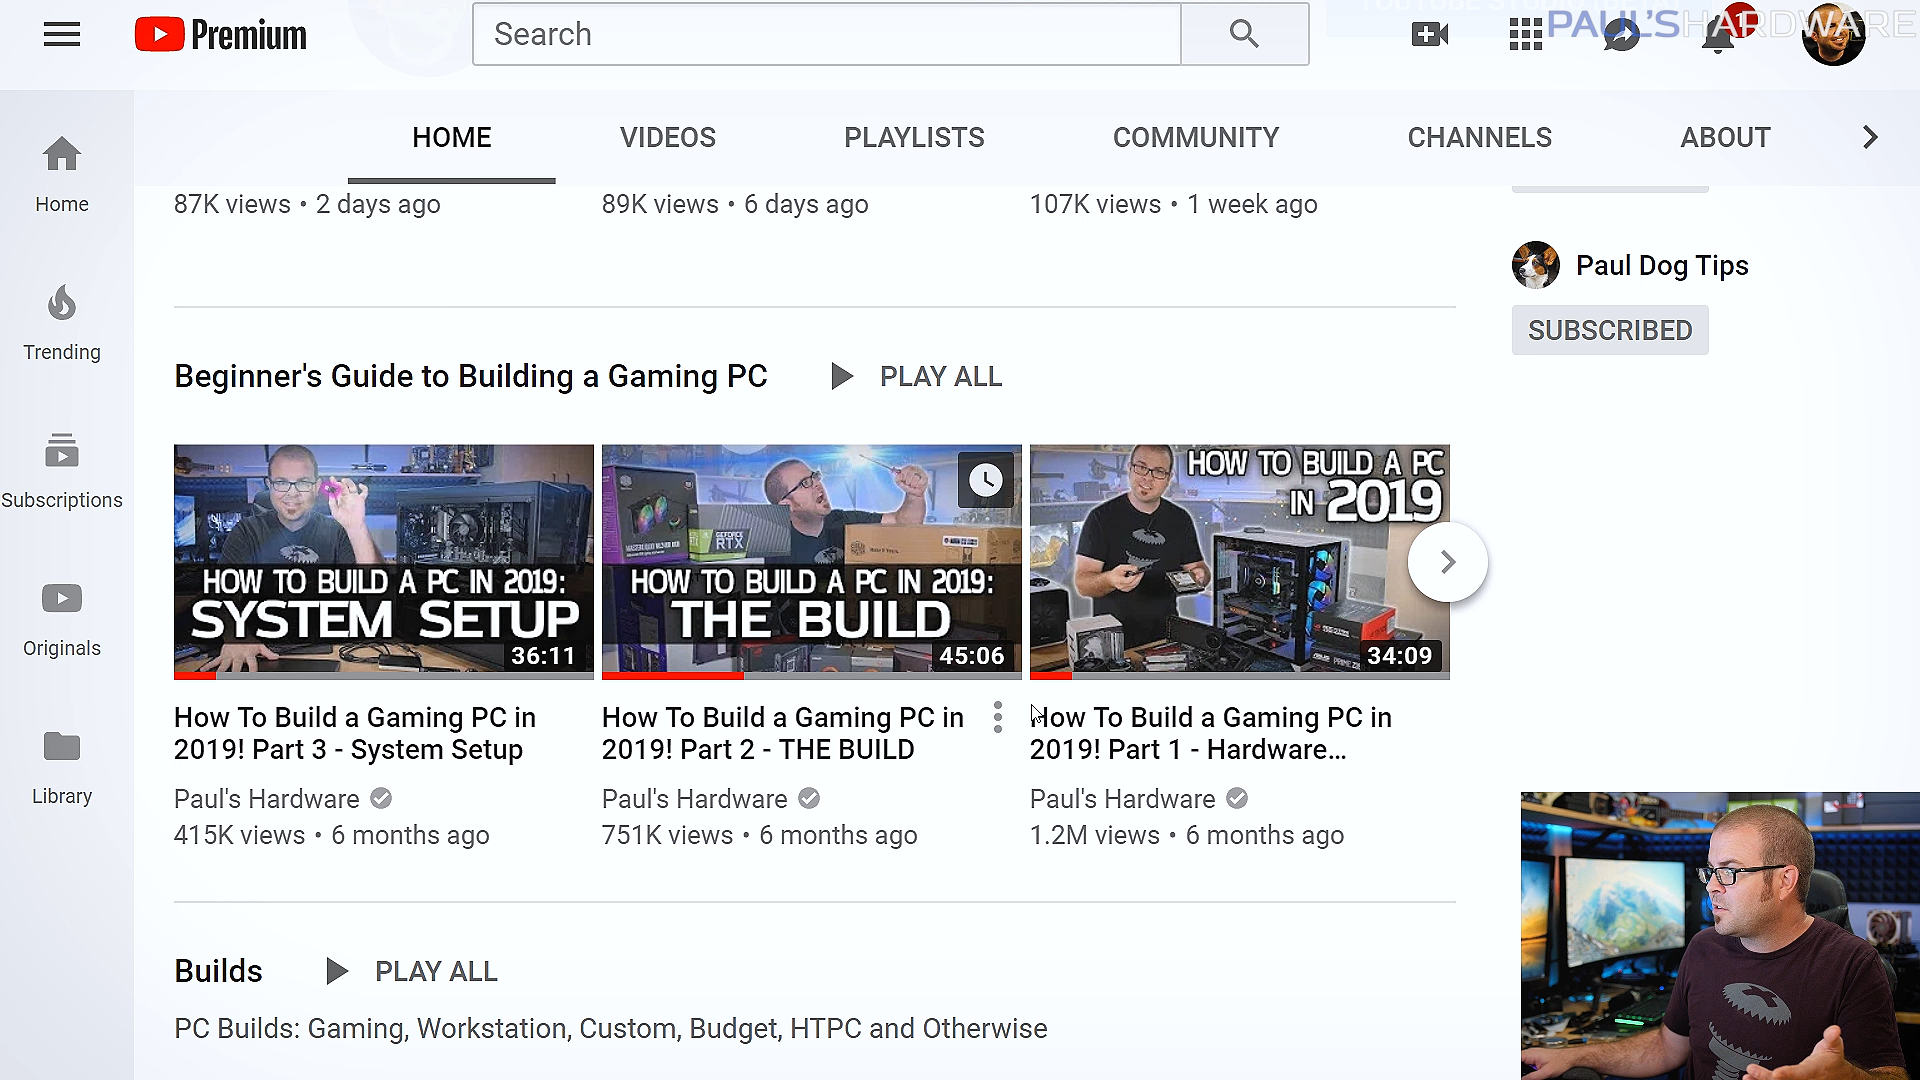 Premium
Search
PAUL'SHARDWARE
1
HOME
VIDEOS
PLAYLISTS
COMMUNITY
CHANNELS
ABOUT
Home
Trending
Subscriptions
Originals
Library
87K views • 2 days ago
89K views • 6 days ago
107K views • 1 week ago
Paul Dog Tips
SUBSCRIBED
Beginner's Guide to Building a Gaming PC
PLAY ALL
HOW TO BUILD A PC IN 2019:
SYSTEM SETUP
36:11
GEFORCE
RTX
HOW TO BUILD A PC IN 2019:
THE BUILD
45:06
HOW TO BUILD A PC
IN 2019
34:09
How To Build a Gaming PC in
2019! Part 3 - System Setup
Paul's Hardware
415K views • 6 months ago
How To Build a Gaming PC in
2019! Part 2 - THE BUILD
Paul's Hardware
751K views • 6 months ago
How To Build a Gaming PC in
2019! Part 1 - Hardware...
Paul's Hardware
1.2M views • 6 months ago
Builds
PLAY ALL
PC Builds: Gaming, Workstation, Custom, Budget, HTPC and Otherwise